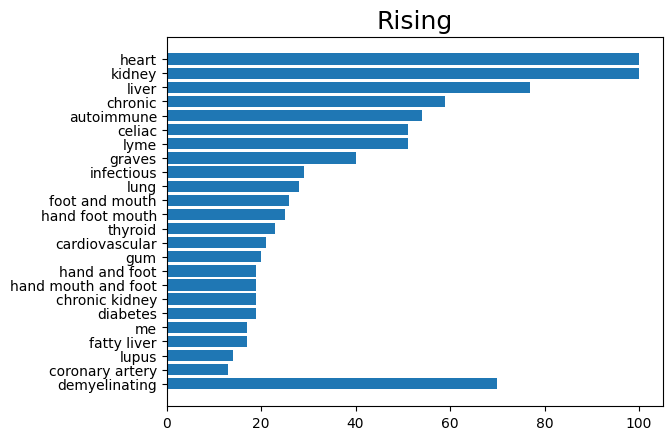 Rising
heart
kidney
liver
chronic
autoimmune
celiac
lyme
graves
infectious
lung
foot and mouth
hand foot mouth
thyroid
cardiovascular
gum
hand and foot
hand mouth and foot
chronic kidney
diabetes
me
fatty liver
lupus
coronary artery
demyelinating
0 20 40 60 80 100